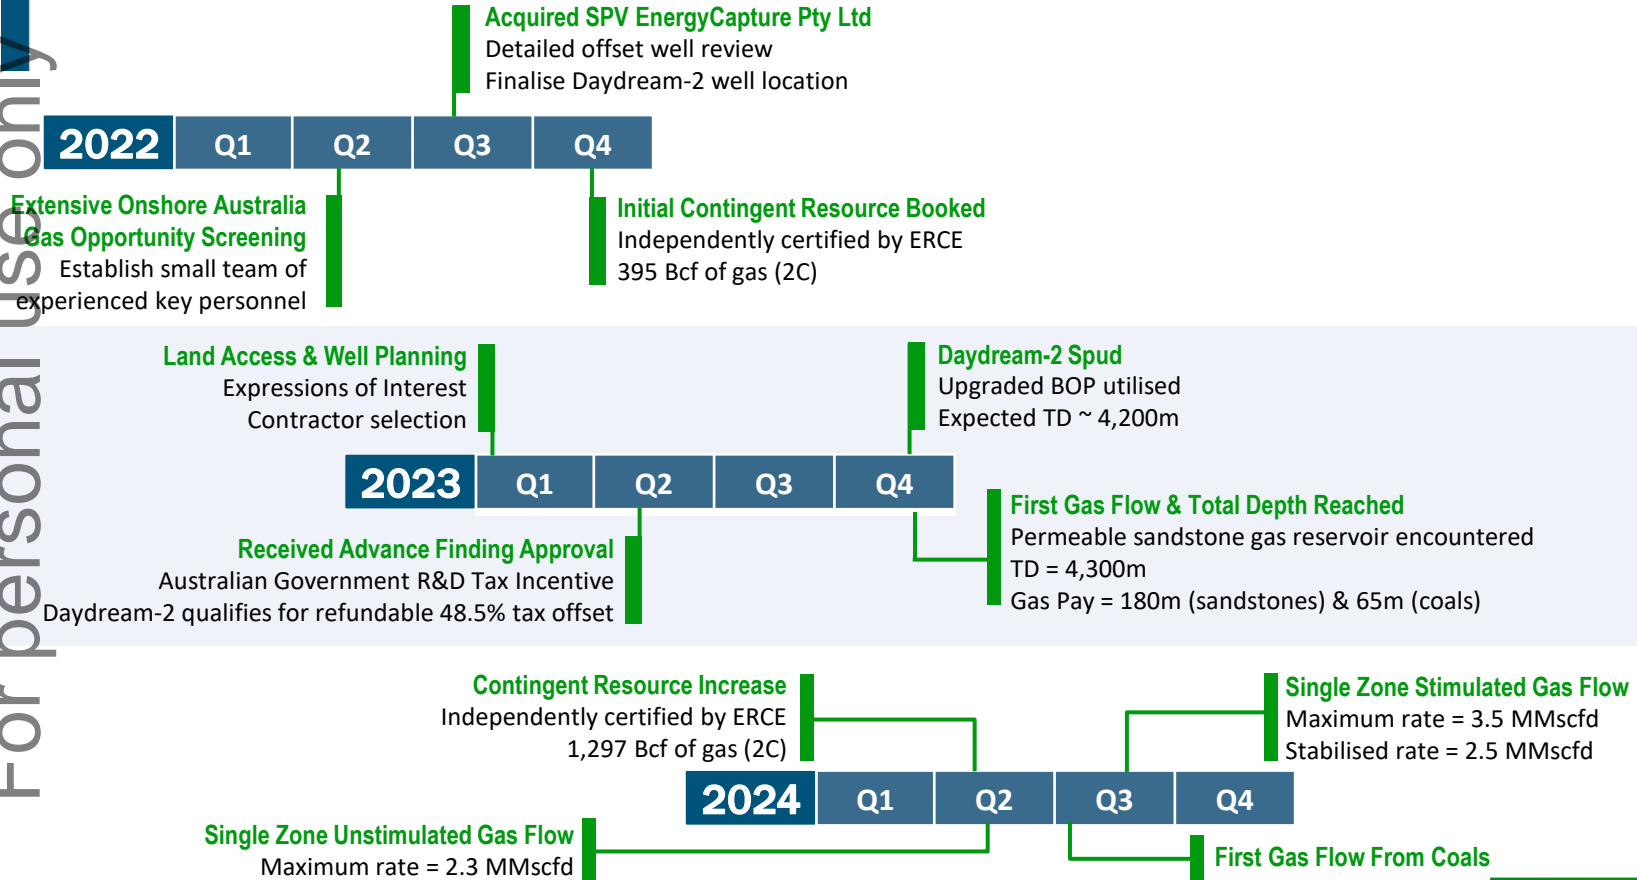 For personal use only
Acquired SPV EnergyCapture Pty Ltd
Detailed offset well review
Finalise Daydream-2 well location
2022 Q1 Q2 Q3 Q4
Extensive Onshore Australia
Gas Opportunity Screening
Establish small team of
experienced key personnel
Initial Contingent Resource Booked
Independently certified by ERCE
395 Bcf of gas (2C)
Land Access & Well Planning
Expressions of Interest
Contractor selection
Daydream-2 Spud
Upgraded BOP utilised
Expected TD ~ 4,200m
2023 Q1 Q2 Q3 Q4
Received Advance Finding Approval
Australian Government R&D Tax Incentive
Daydream-2 qualifies for refundable 48.5% tax offset
First Gas Flow & Total Depth Reached
Permeable sandstone gas reservoir encountered
TD = 4,300m
Gas Pay = 180m (sandstones) & 65m (coals)
Contingent Resource Increase
Independently certified by ERCE
1,297 Bcf of gas (2C)
Single Zone Stimulated Gas Flow
Maximum rate = 3.5 MMscfd
Stabilised rate = 2.5 MMscfd
2024 Q1 Q2 Q3 Q4
Single Zone Unstimulated Gas Flow
Maximum rate = 2.3 MMscfd
First Gas Flow From Coals